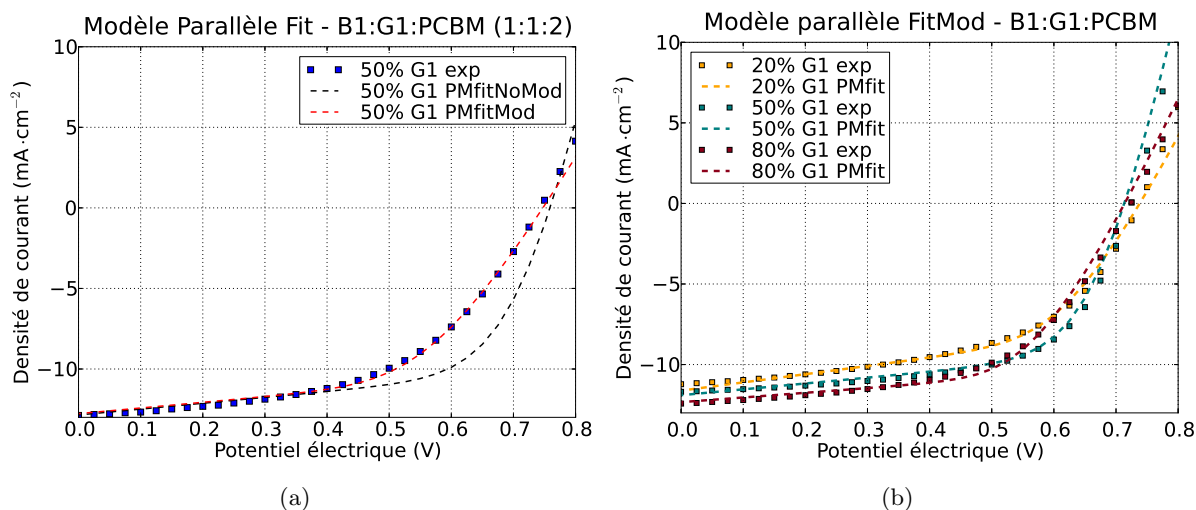 Modèle Parallèle Fit - B1:G1:PCBM (1:1:2)
10
5
0
−5
−10
Densité de courant (mA·cm⁻²)
50% G1 exp
50% G1 PMfitNoMod
50% G1 PMfitMod
0.0 0.1 0.2 0.3 0.4 0.5 0.6 0.7 0.8
Potentiel électrique (V)
(a)
Modèle parallèle FitMod - B1:G1:PCBM
10
5
0
−5
−10
Densité de courant (mA·cm⁻²)
20% G1 exp
20% G1 PMfit
50% G1 exp
50% G1 PMfit
80% G1 exp
80% G1 PMfit
0.0 0.1 0.2 0.3 0.4 0.5 0.6 0.7 0.8
Potentiel électrique (V)
(b)